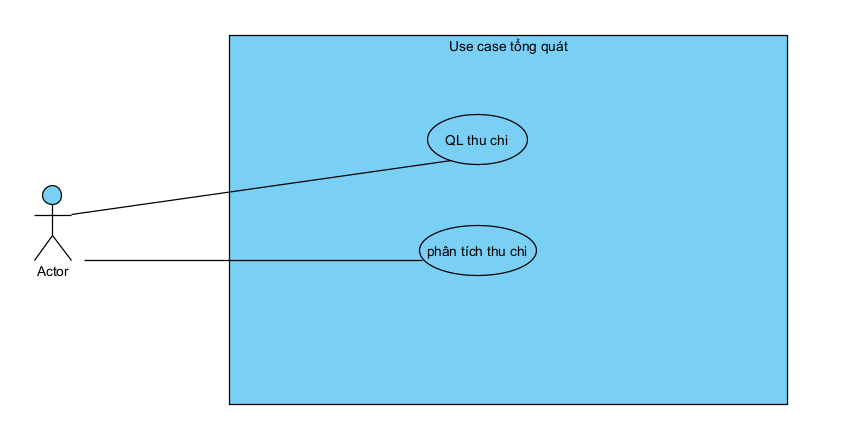 Use case tổng quát
QL thu chi
phân tích thu chi
Actor